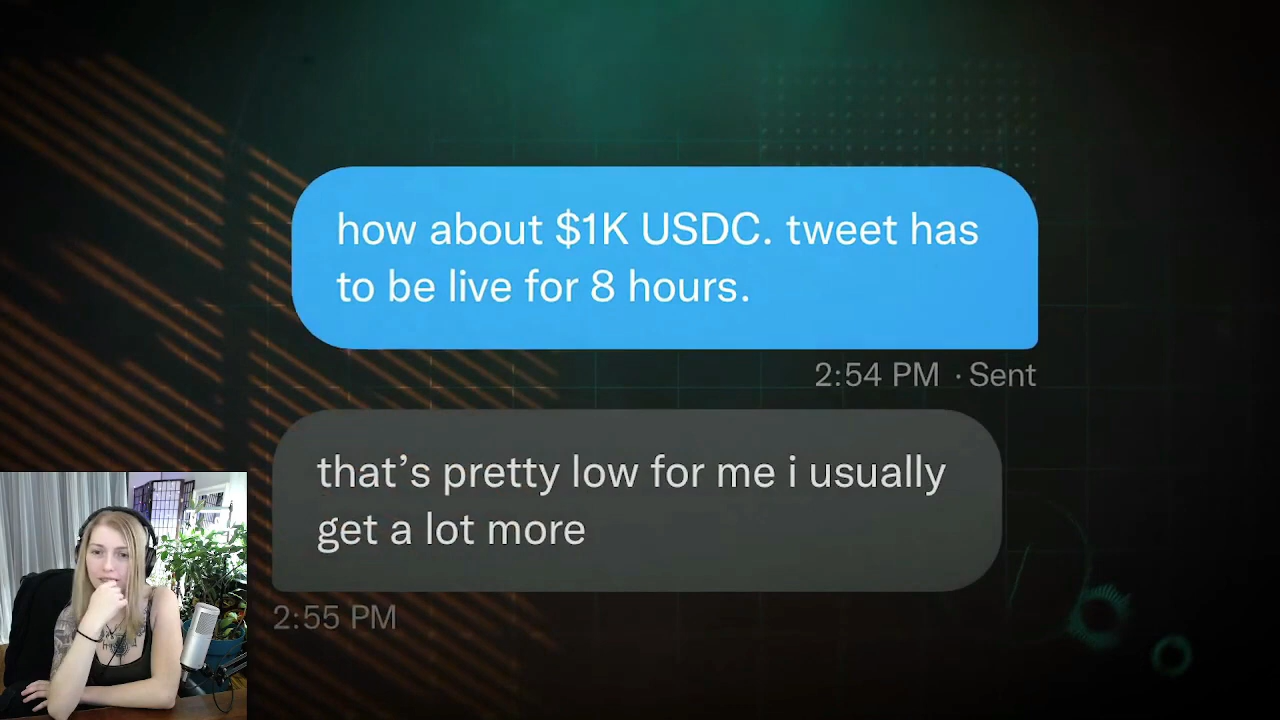 how about $1K USDC. tweet has
to be live for 8 hours.
2:54 PM · Sent
that’s pretty low for me i usually
get a lot more
2:55 PM